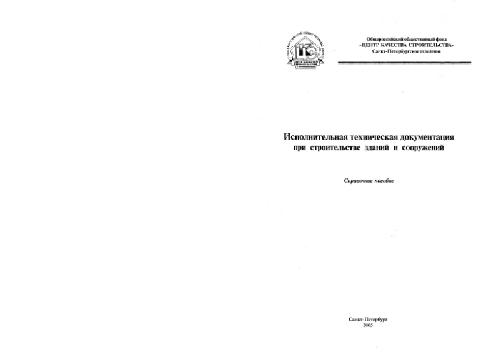 Общероссийский общественный фонд
«ЦЕНТР КАЧЕСТВА СТРОИТЕЛЬСТВА»
Санкт-Петербургское отделение
Исполнительная техническая документация
при строительстве зданий и сооружений
Справочное пособие
Санкт-Петербург